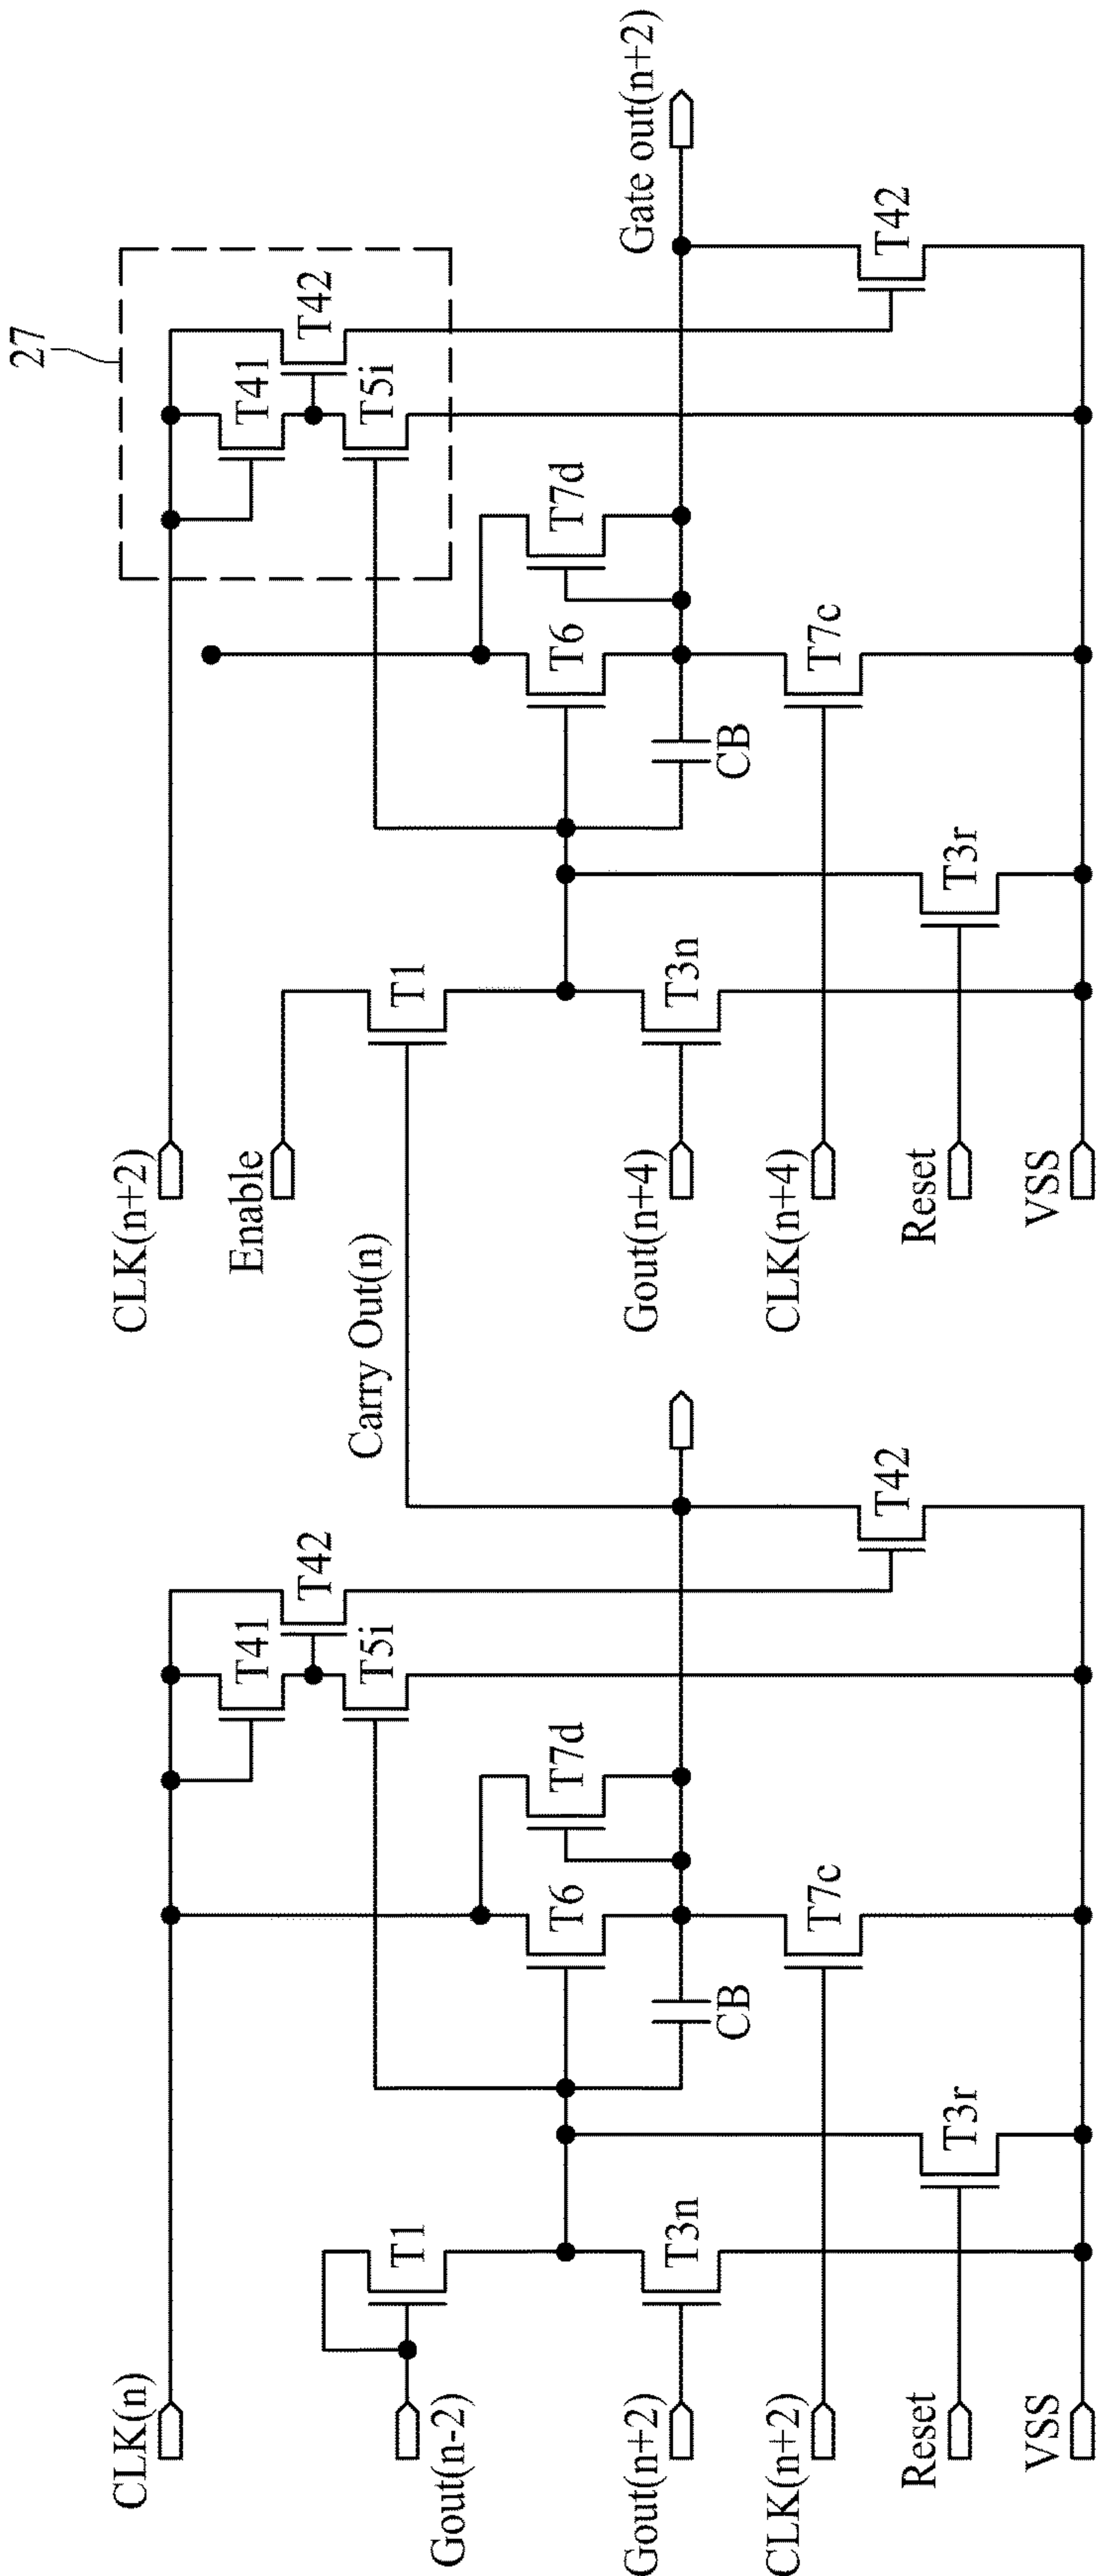 27
CLK(n)
Gout(n-2)
Gout(n+2)
CLK(n+2)
Reset
VSS
T1
T3n
T3r
CB
T6
T7c
T7d
T41
T5i
T42
T42
Carry Out(n)
CLK(n+2)
Enable
Gout(n+4)
CLK(n+4)
Reset
VSS
T1
T3n
T3r
CB
T6
T7c
T7d
T41
T5i
T42
T42
Gate out(n+2)